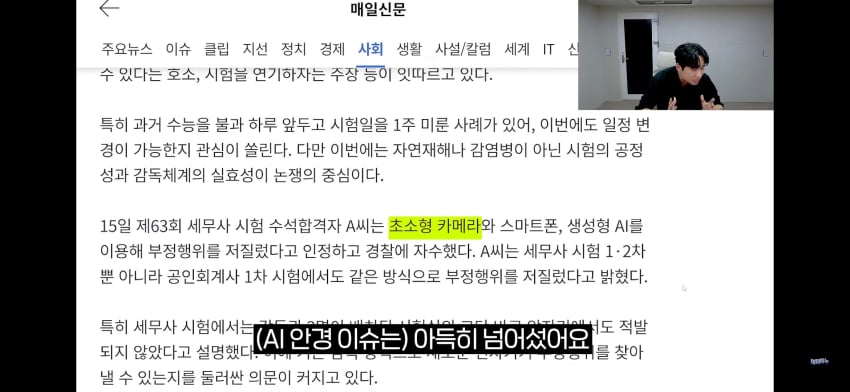 매일신문
주요뉴스 이슈 클립 지선 정치 경제 사회 생활 사설/칼럼 세계 IT
수 있다는 호소, 시험을 연기하자는 주장 등이 잇따르고 있다.
특히 과거 수능을 불과 하루 앞두고 시험일을 1주 미룬 사례가 있어, 이번에도 일정 변
경이 가능한지 관심이 쏠린다. 다만 이번에는 자연재해나 감염병이 아닌 시험의 공정
성과 감독체계의 실효성이 논쟁의 중심이다.
15일 제63회 세무사 시험 수석합격자 A씨는 초소형 카메라와 스마트폰, 생성형 AI를
이용해 부정행위를 저질렀다고 인정하고 경찰에 자수했다. A씨는 세무사 시험 1·2차
뿐 아니라 공인회계사 1차 시험에서도 같은 방식으로 부정행위를 저질렀다고 밝혔다.
특히 세무사 시험에서는
(AI 안경 이슈는) 아득히 넘어섰어요
에서도 적발
되지 않았다고 설명했다.
를 찾아
낼 수 있는지를 둘러싼 의문이 커지고 있다.